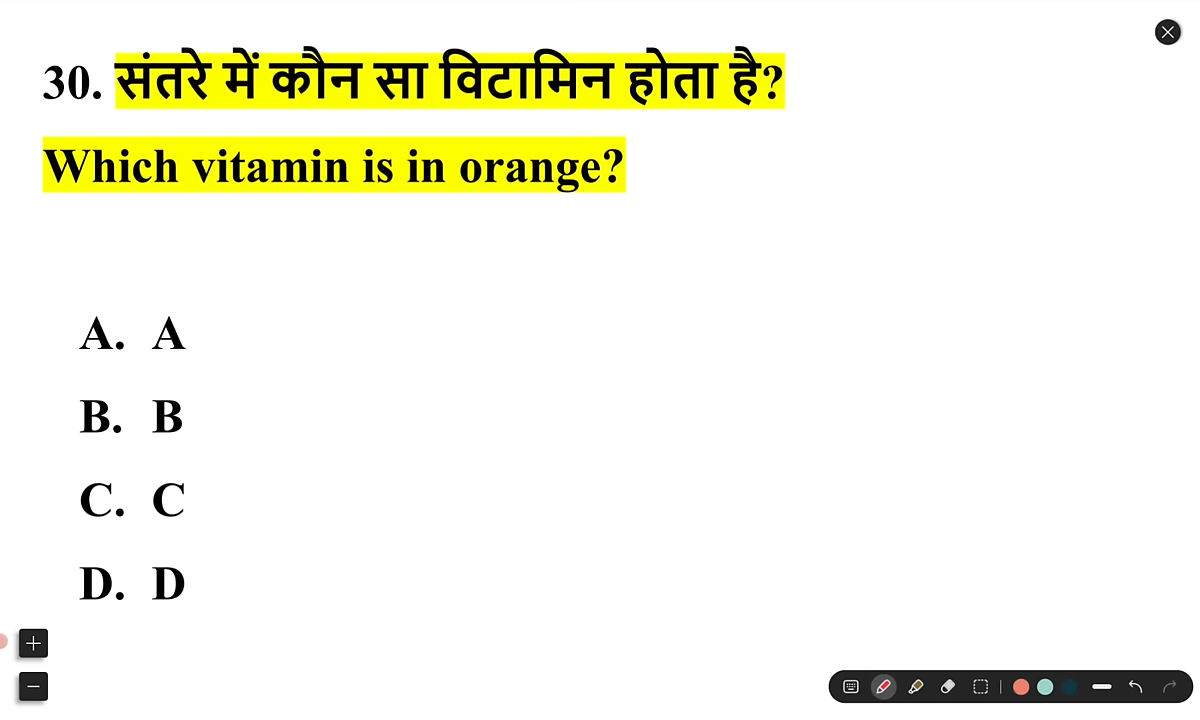 30. संतरे में कौन सा विटामिन होता है?
Which vitamin is in orange?
A. A
B. B
C. C
D. D